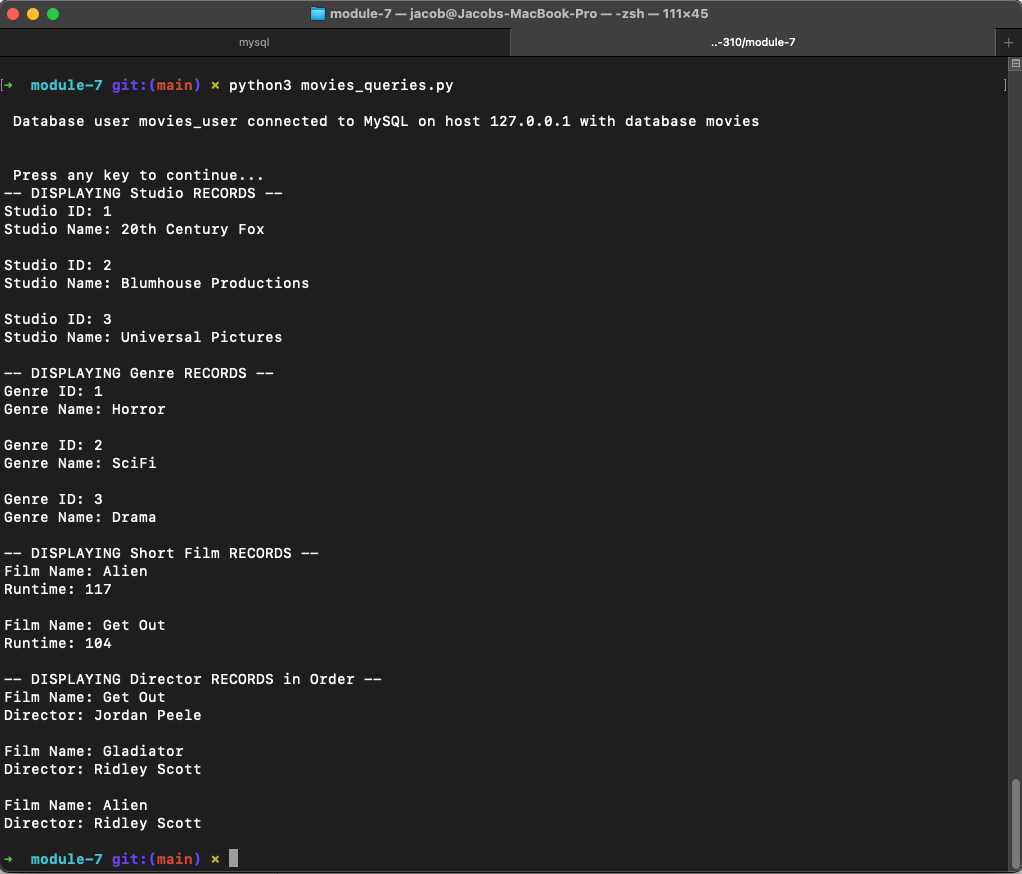 module-7 — jacob@Jacobs-MacBook-Pro — -zsh — 111×45
mysql
..-310/module-7
+
[➜  module-7 git:(main) ✗ python3 movies_queries.py ]
Database user movies_user connected to MySQL on host 127.0.0.1 with database movies
Press any key to continue...
-- DISPLAYING Studio RECORDS --
Studio ID: 1
Studio Name: 20th Century Fox
Studio ID: 2
Studio Name: Blumhouse Productions
Studio ID: 3
Studio Name: Universal Pictures
-- DISPLAYING Genre RECORDS --
Genre ID: 1
Genre Name: Horror
Genre ID: 2
Genre Name: SciFi
Genre ID: 3
Genre Name: Drama
-- DISPLAYING Short Film RECORDS --
Film Name: Alien
Runtime: 117
Film Name: Get Out
Runtime: 104
-- DISPLAYING Director RECORDS in Order --
Film Name: Get Out
Director: Jordan Peele
Film Name: Gladiator
Director: Ridley Scott
Film Name: Alien
Director: Ridley Scott
➜  module-7 git:(main) ✗